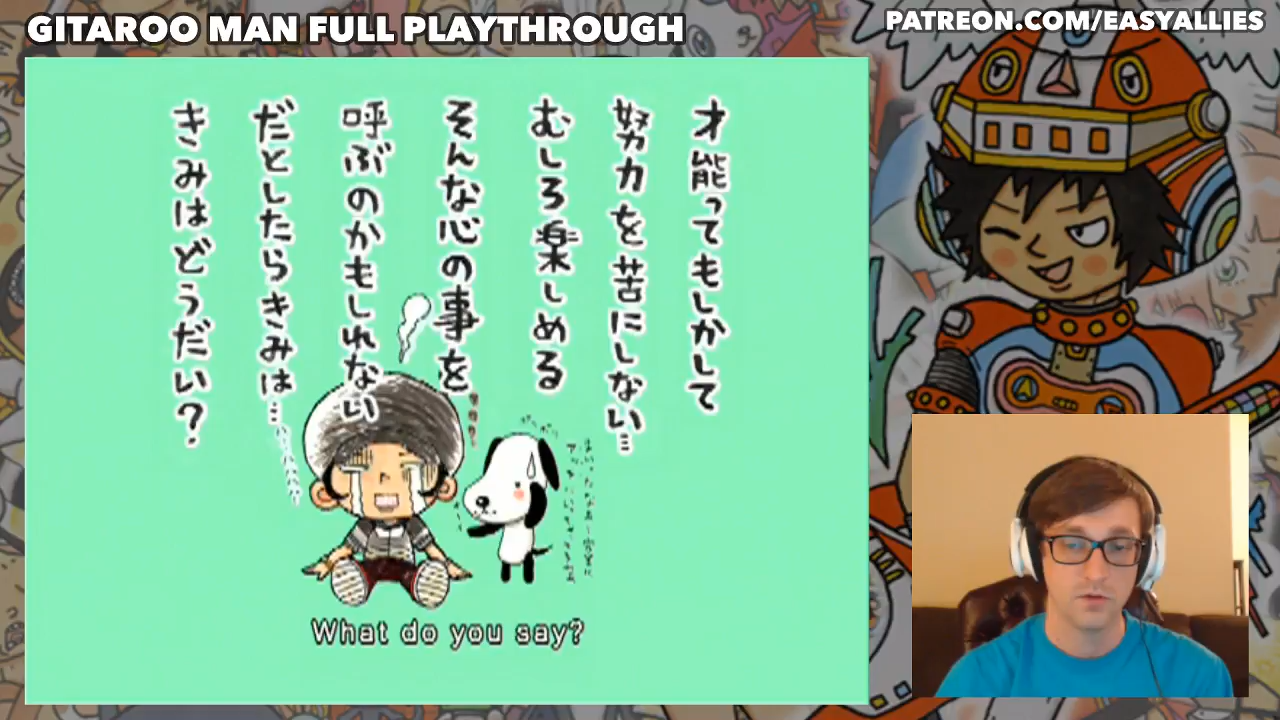 GITAROO MAN FULL PLAYTHROUGH
PATREON.COM/EASYALLIES
才能ってもしかして
努力を苦にしない…
むしろ楽しめる
そんな心の事を
呼ぶのかもしれない
だとしたらきみは…
きみはどうだい?
What do you say?